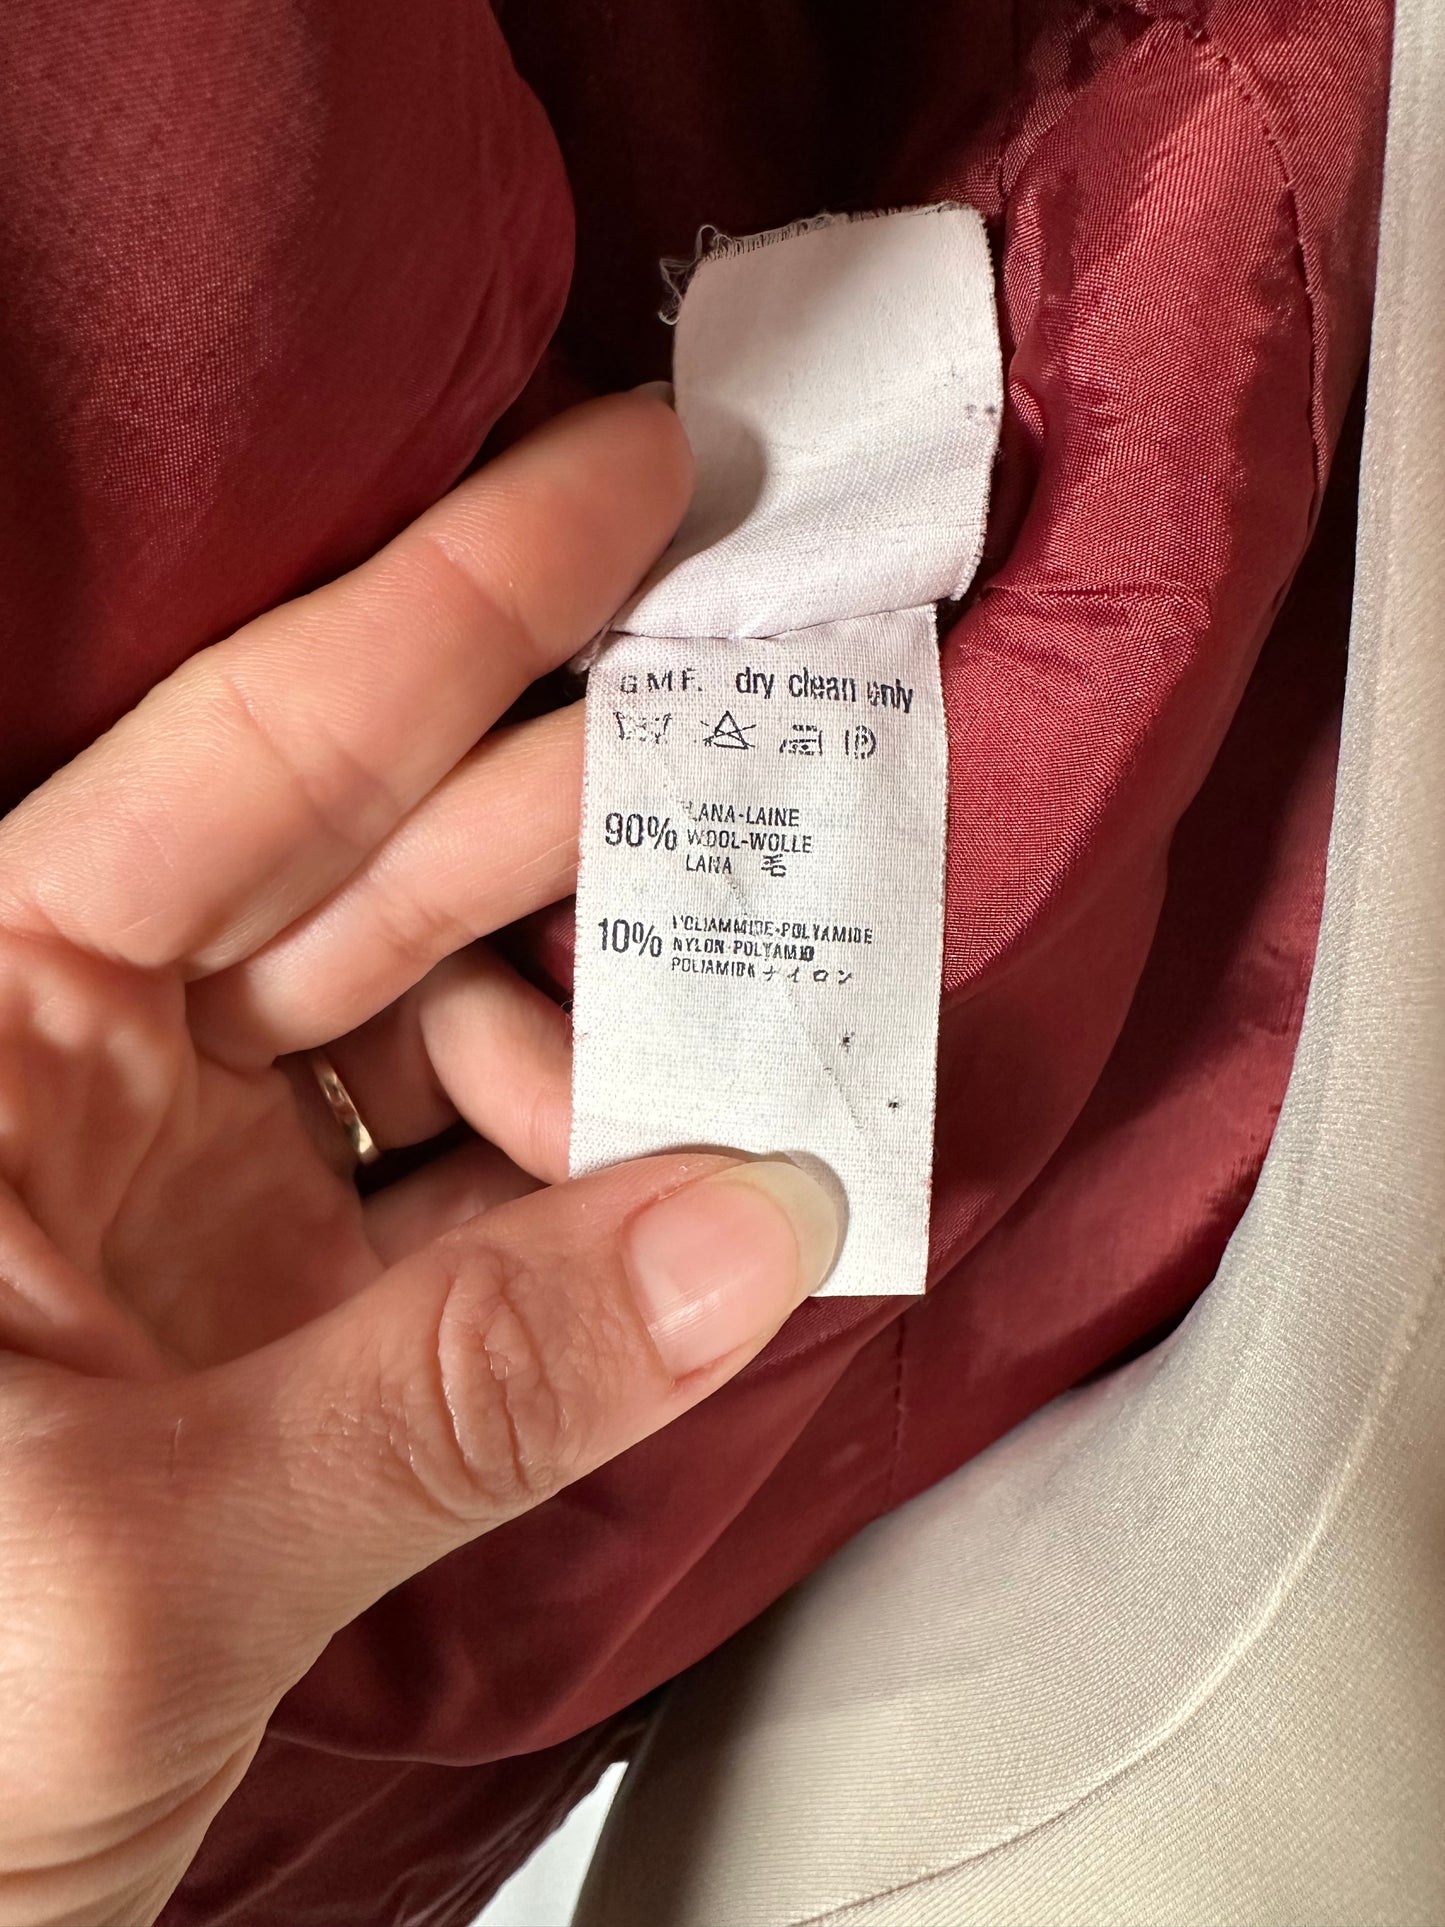 G.M.F. dry clean only
P
90% LANA-LAINE
WOOL-WOLLE
LANA 毛
10% POLIAMMIDE-POLYAMIDE
NYLON-POLYAMID
POLIAMIDA ナイロン